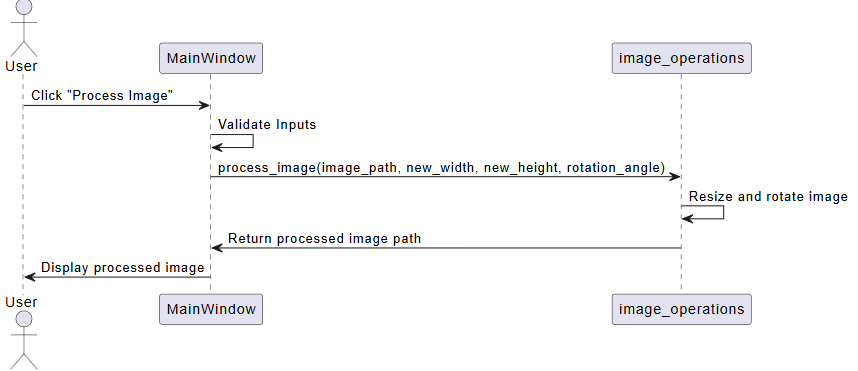 User
MainWindow
image_operations
Click "Process Image"
Validate Inputs
process_image(image_path, new_width, new_height, rotation_angle)
Resize and rotate image
Return processed image path
Display processed image
User
MainWindow
image_operations